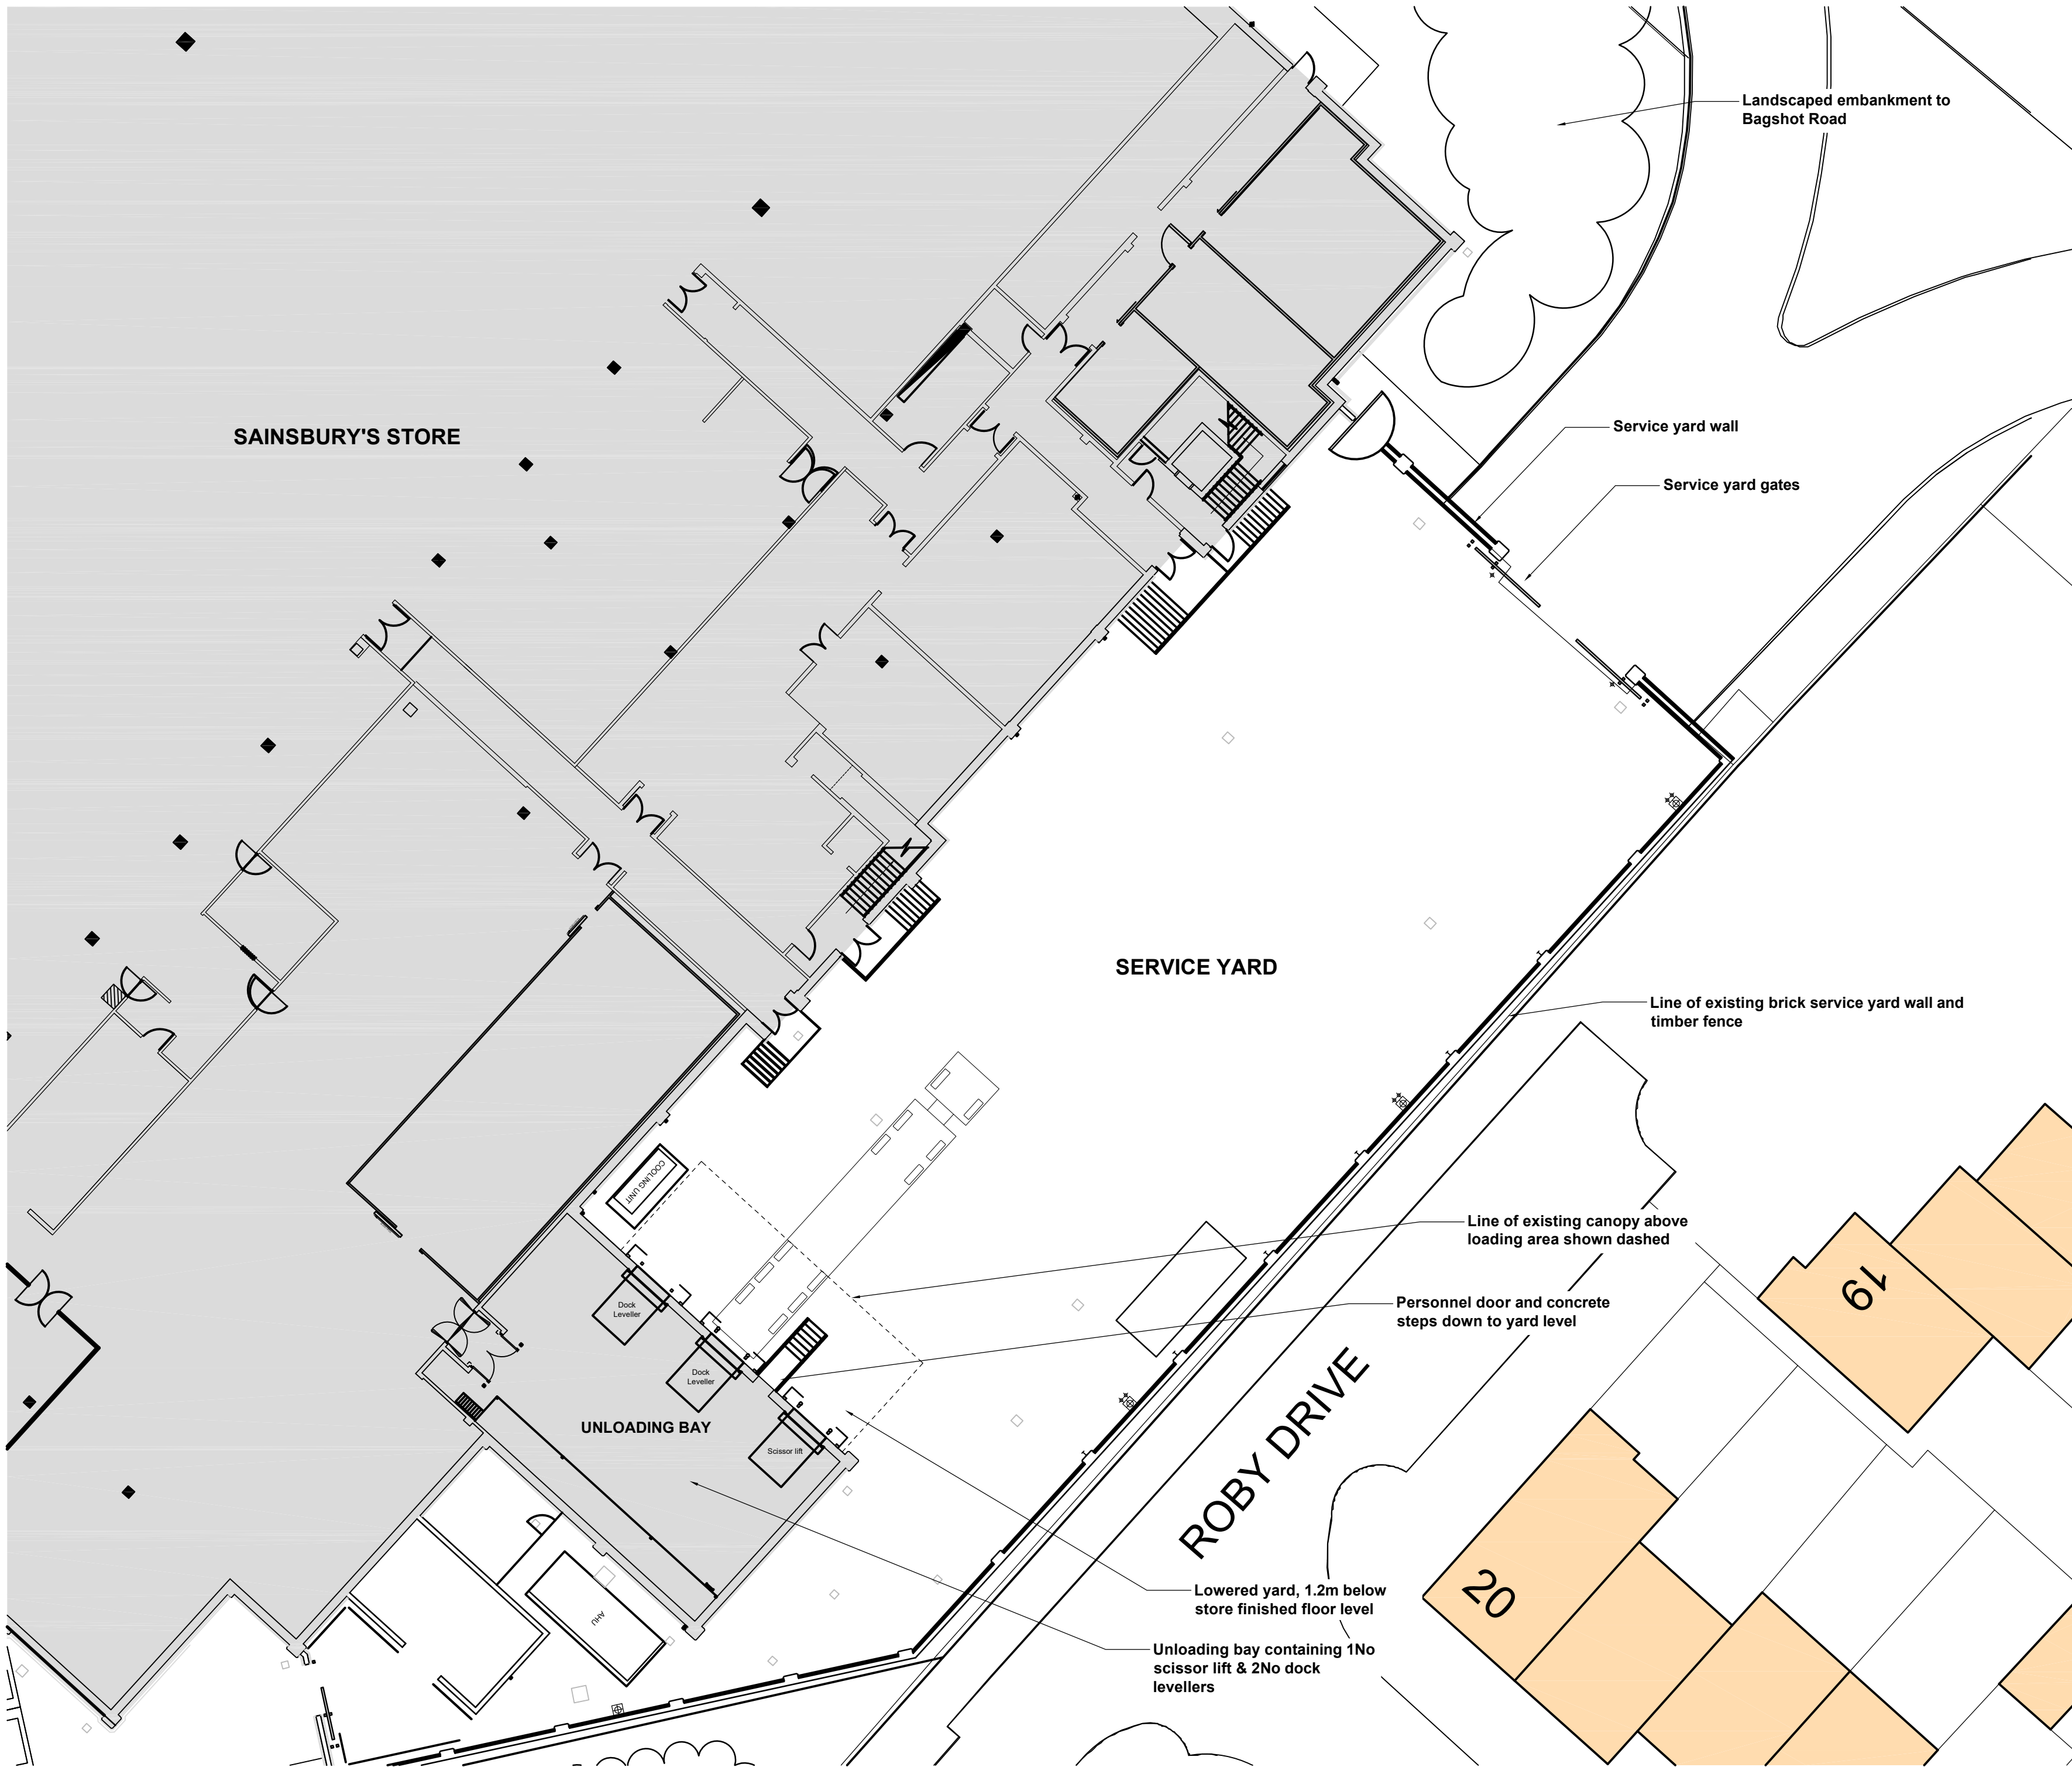 Landscaped embankment to
Bagshot Road
Service yard wall
SAINSBURY'S STORE
Service yard gates
SERVICE YARD
Line of existing brick service yard wall and
timber fence
COOLING UNIT
Line of existing canopy above
loading area shown dashed
19
Dock
Leveller
Personnel door and concrete
steps down to yard level
Dock
Leveller
UNLOADING BAY
Scissor lift
ROBY DRIVE
20
Lowered yard, 1.2m below
store finished floor level
AHU
Unloading bay containing 1No
scissor lift & 2No dock
levellers